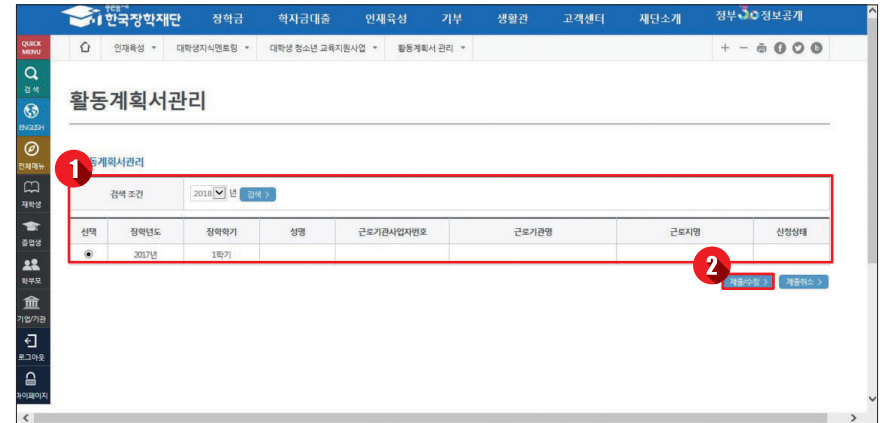 푸른등대
한국장학재단 장학금 학자금대출 인재육성 기부 생활관 고객센터 재단소개 정부3.0정보공개
QUICK MENU
인재육성 대학생지식멘토링 대학생 청소년 교육지원사업 활동계획서 관리
검색
ENGLISH
전체메뉴
재학생
졸업생
학부모
기업/기관
로그아웃
마이페이지
활동계획서관리
1
동계획서관리
검색 조건 2018 년 검색 >
선택 장학년도 장학학기 성명 근로기관사업자번호 근로기관명 근로지명 신청상태
2017년 1학기
2
제출/수정 > 제출취소 >